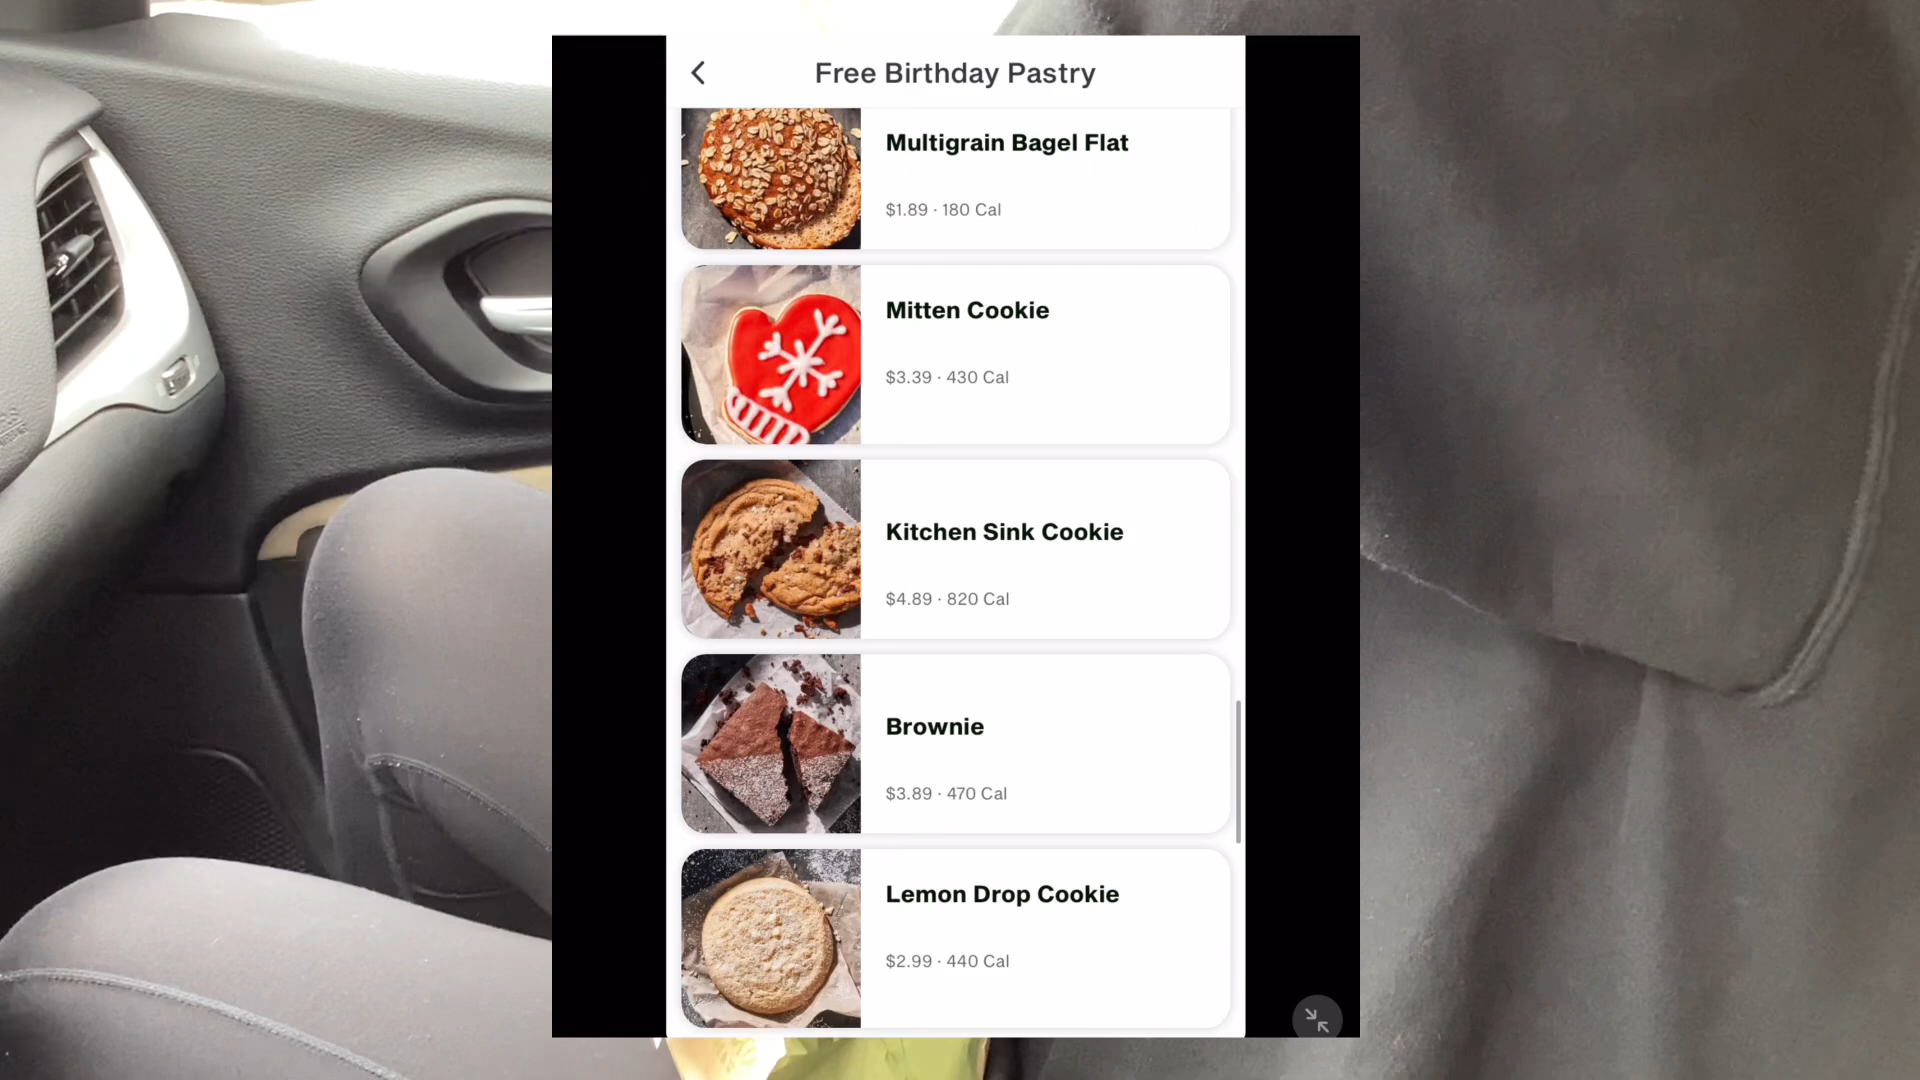 Free Birthday Pastry
Multigrain Bagel Flat
$1.89 · 180 Cal
Mitten Cookie
$3.39 · 430 Cal
Kitchen Sink Cookie
$4.89 · 820 Cal
Brownie
$3.89 · 470 Cal
Lemon Drop Cookie
$2.99 · 440 Cal